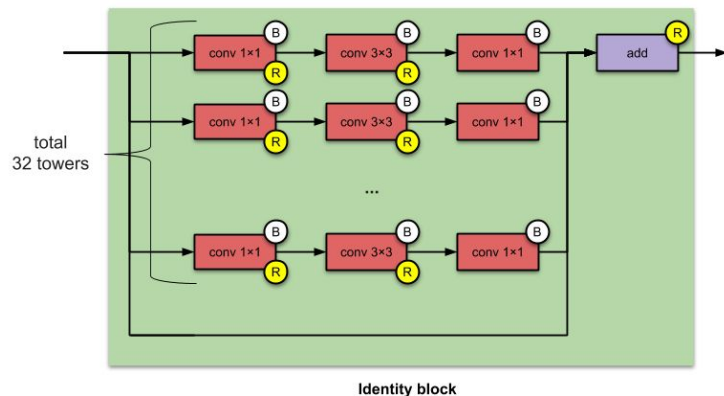 B B B R
conv 1×1 conv 3×3 conv 1×1 add
R R
B B B
conv 1×1 conv 3×3 conv 1×1
R R
total
32 towers
...
B B B
conv 1×1 conv 3×3 conv 1×1
R R
Identity block